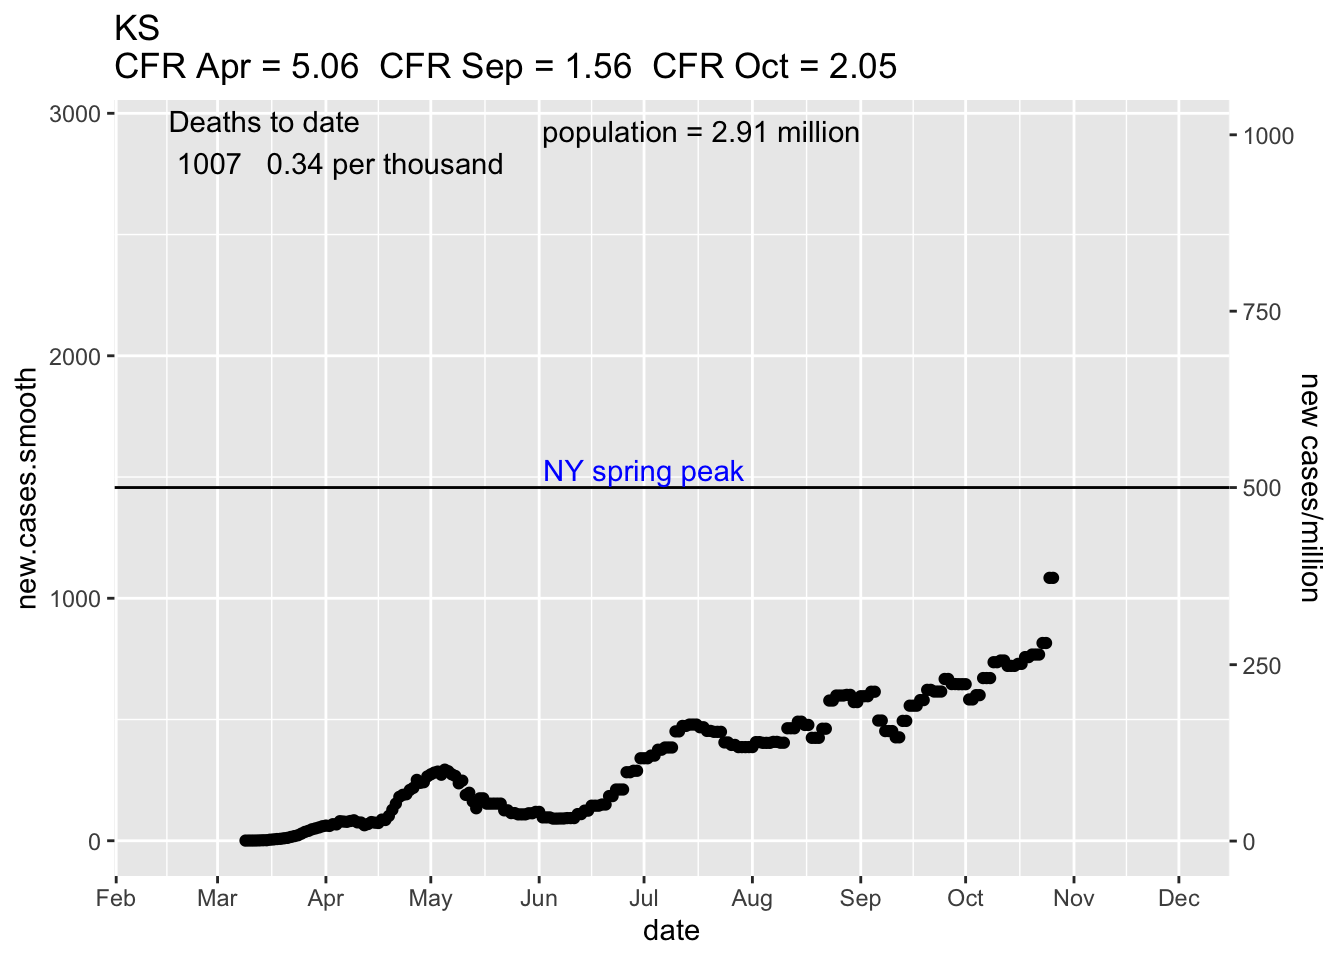 KS
CFR Apr = 5.06  CFR Sep = 1.56  CFR Oct = 2.05
Deaths to date
1007   0.34 per thousand
population = 2.91 million
NY spring peak
new.cases.smooth
3000
2000
1000
0
new cases/million
1000
750
500
250
0
Feb Mar Apr May Jun Jul Aug Sep Oct Nov Dec
date